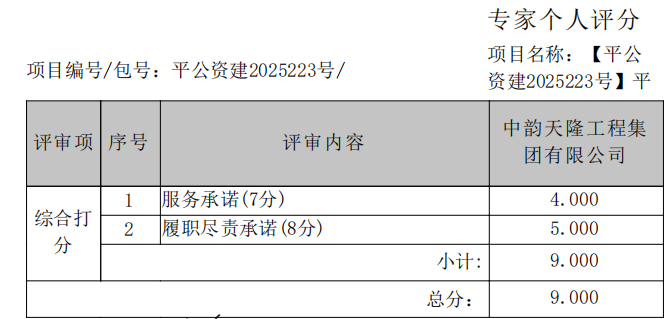 专家个人评分
项目编号/包号：平公资建2025223号/
项目名称：【平公
资建2025223号】平
评审项 序号 评审内容 中韵天隆工程集
团有限公司
综合打
分
1 服务承诺(7分) 4.000
2 履职尽责承诺(8分) 5.000
小计: 9.000
总分： 9.000